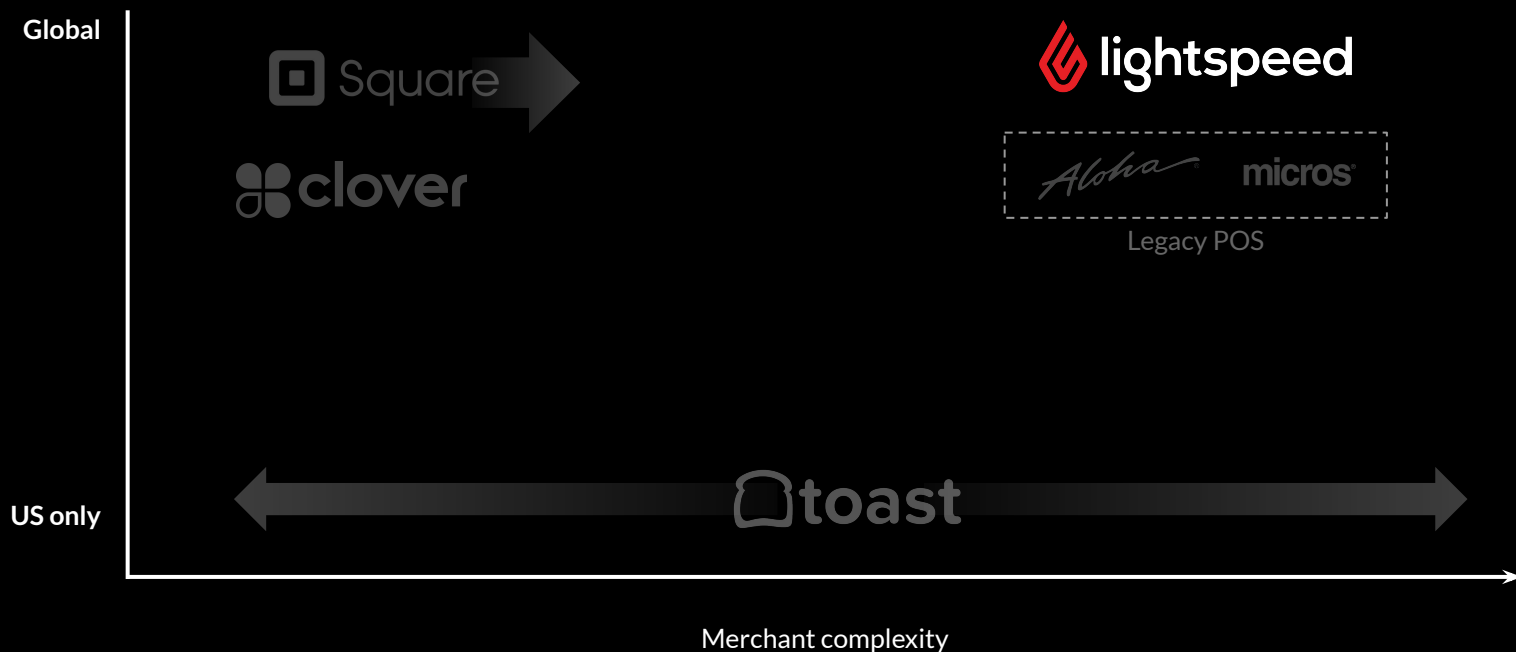 Global
Square
lightspeed
Aloha
micros
clover
Legacy POS
toast
US only
Merchant complexity